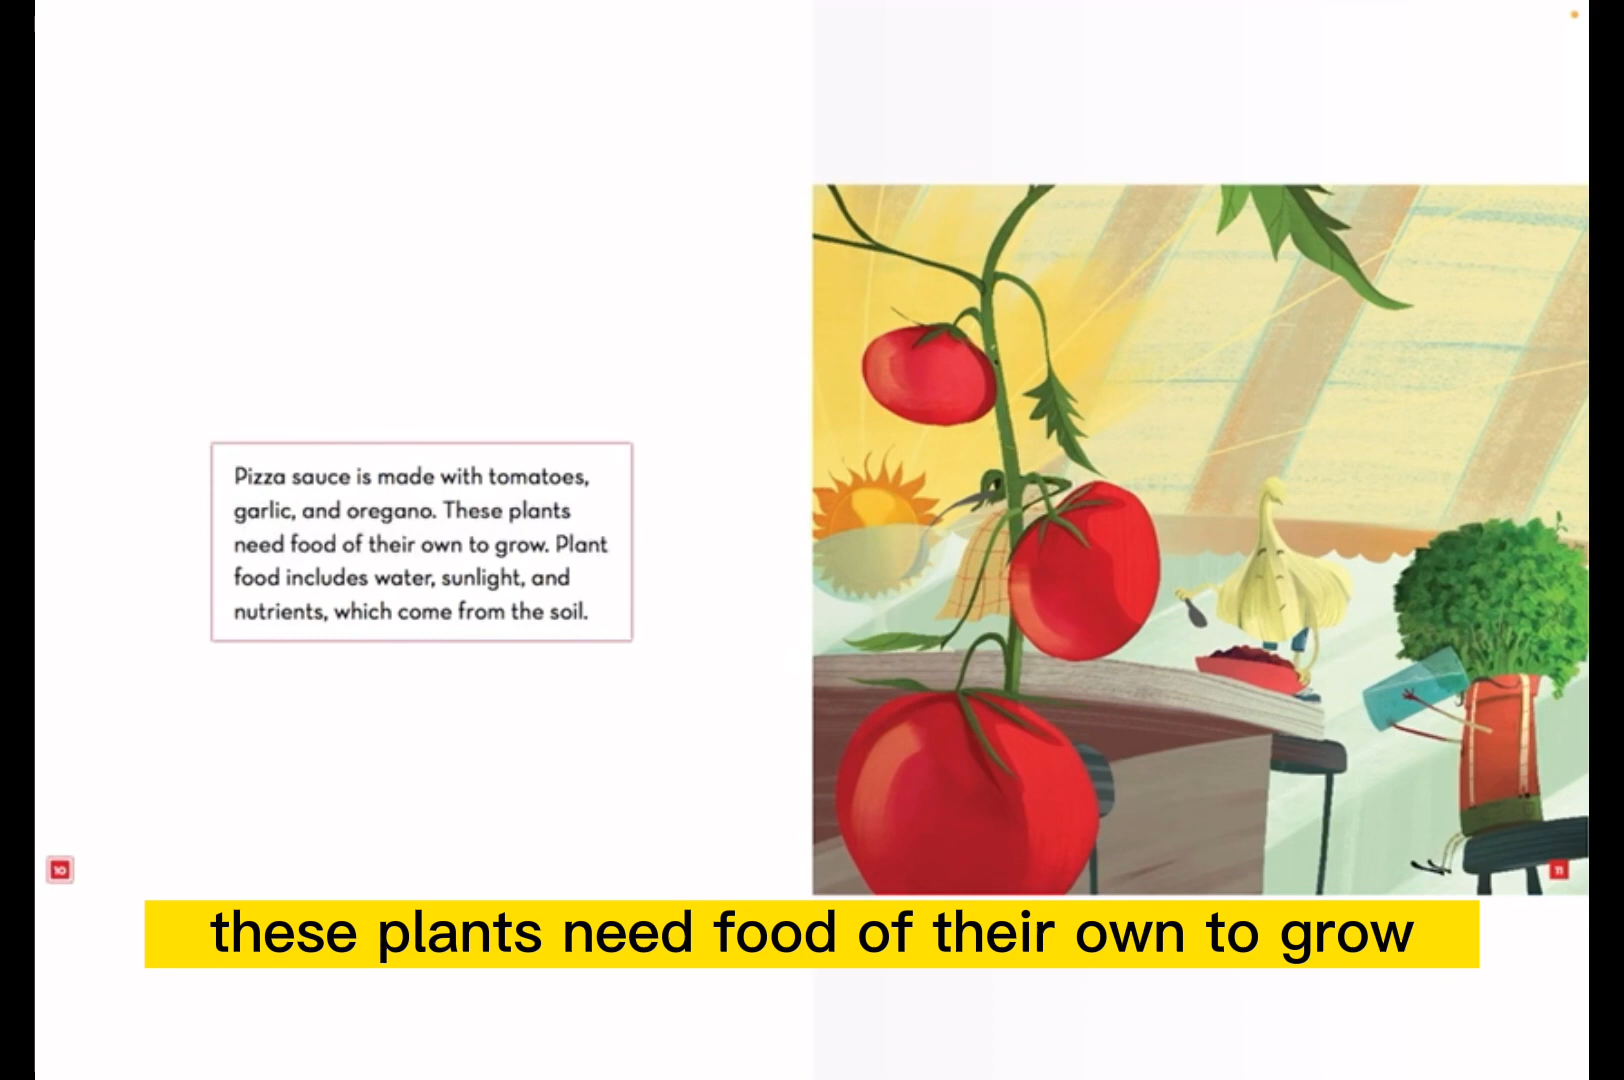 Pizza sauce is made with tomatoes,
garlic, and oregano. These plants
need food of their own to grow. Plant
food includes water, sunlight, and
nutrients, which come from the soil.
10
11
these plants need food of their own to grow